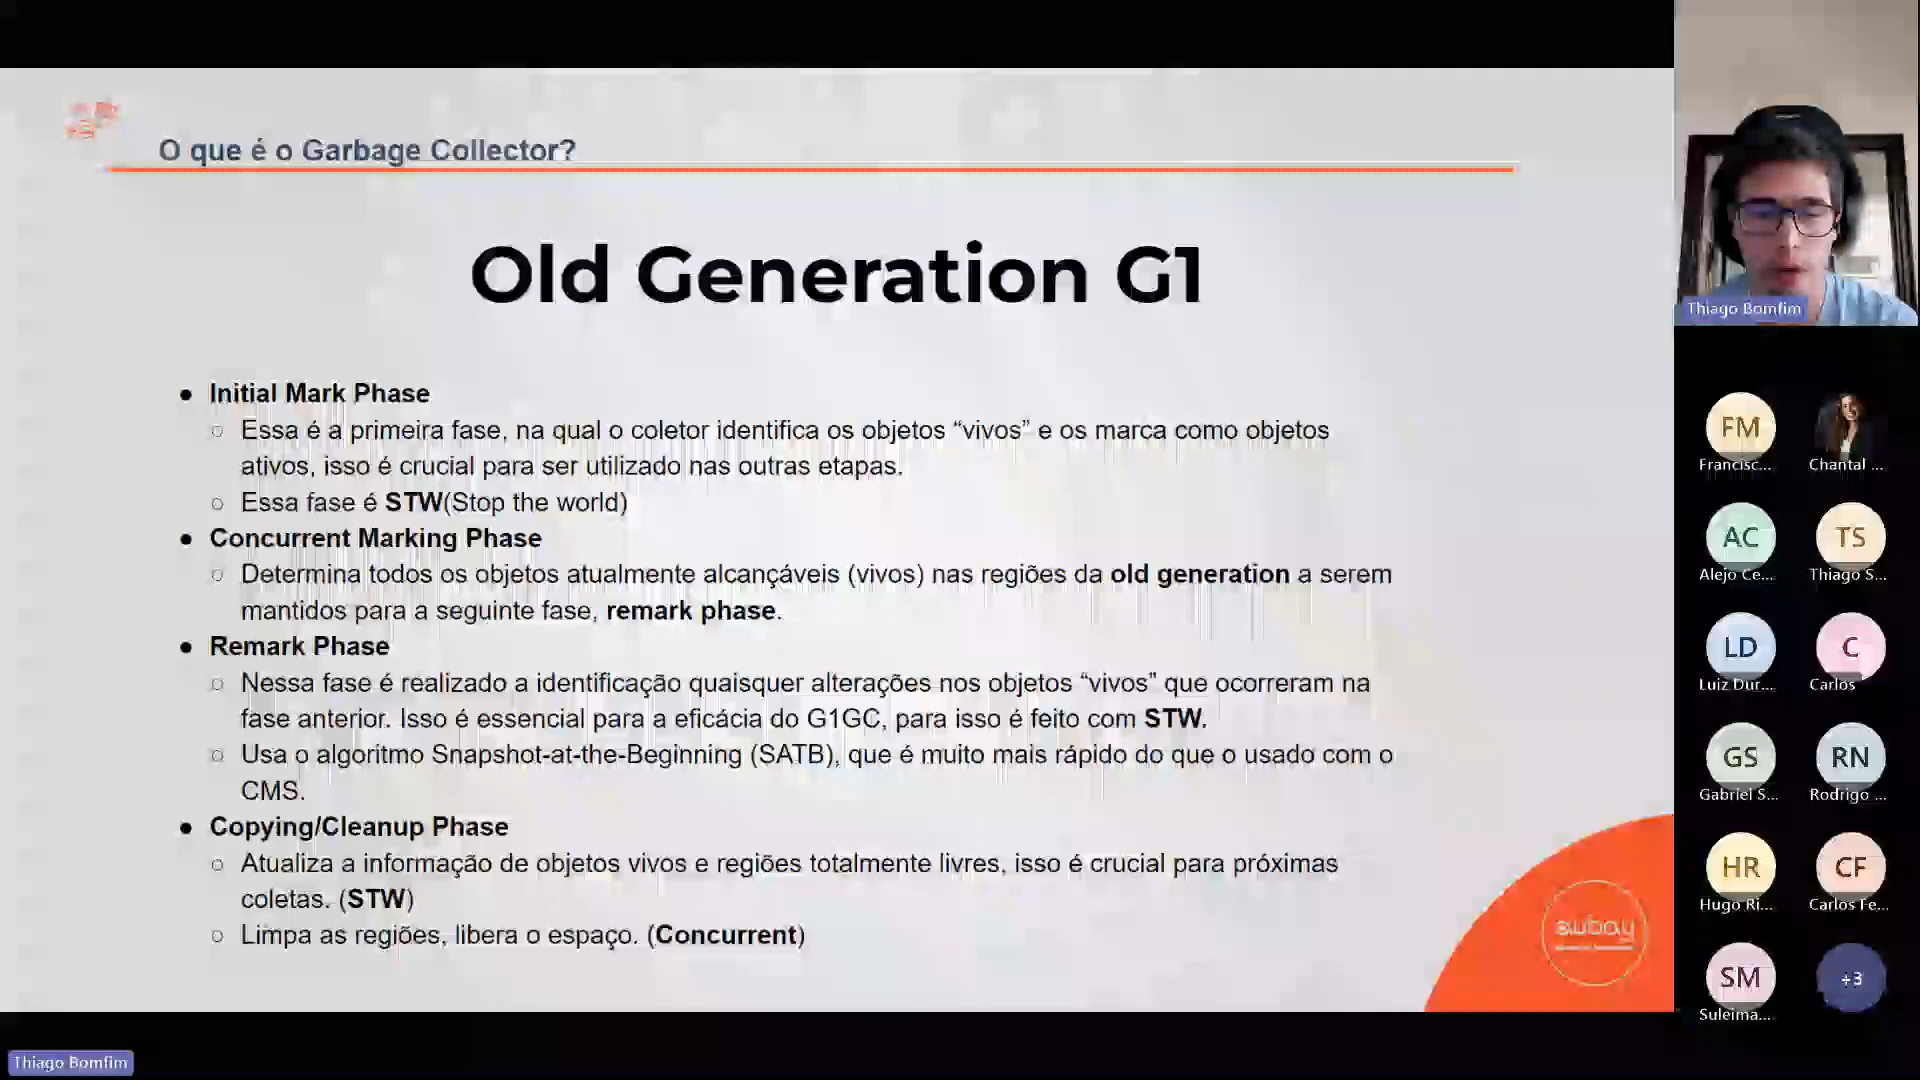 O que é o Garbage Collector?
Old Generation G1
● Initial Mark Phase
○ Essa é a primeira fase, na qual o coletor identifica os objetos “vivos” e os marca como objetos
ativos, isso é crucial para ser utilizado nas outras etapas.
○ Essa fase é STW(Stop the world)
● Concurrent Marking Phase
○ Determina todos os objetos atualmente alcançáveis (vivos) nas regiões da old generation a serem
mantidos para a seguinte fase, remark phase.
● Remark Phase
○ Nessa fase é realizado a identificação quaisquer alterações nos objetos “vivos” que ocorreram na
fase anterior. Isso é essencial para a eficácia do G1GC, para isso é feito com STW.
○ Usa o algoritmo Snapshot-at-the-Beginning (SATB), que é muito mais rápido do que o usado com o
CMS.
● Copying/Cleanup Phase
○ Atualiza a informação de objetos vivos e regiões totalmente livres, isso é crucial para próximas
coletas. (STW)
○ Limpa as regiões, libera o espaço. (Concurrent)
aubay
Thiago Bomfim
Thiago Bomfim
FM
Francisc...
Chantal ...
AC
Alejo Ce...
TS
Thiago S...
LD
Luiz Dur...
C
Carlos
GS
Gabriel S...
RN
Rodrigo ...
HR
Hugo Ri...
CF
Carlos Fe...
SM
Suleima...
+3